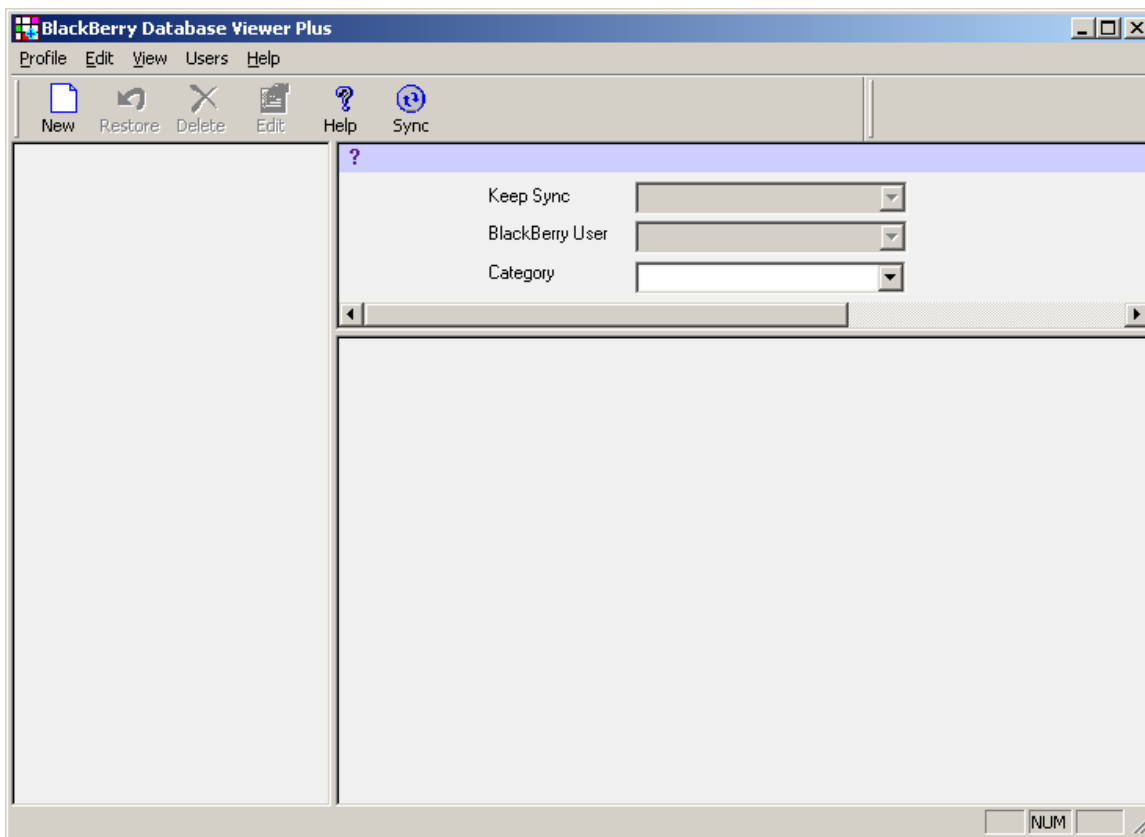 BlackBerry Database Viewer Plus
Profile Edit View Users Help
New Restore Delete Edit Help Sync
?
Keep Sync
BlackBerry User
Category
NUM